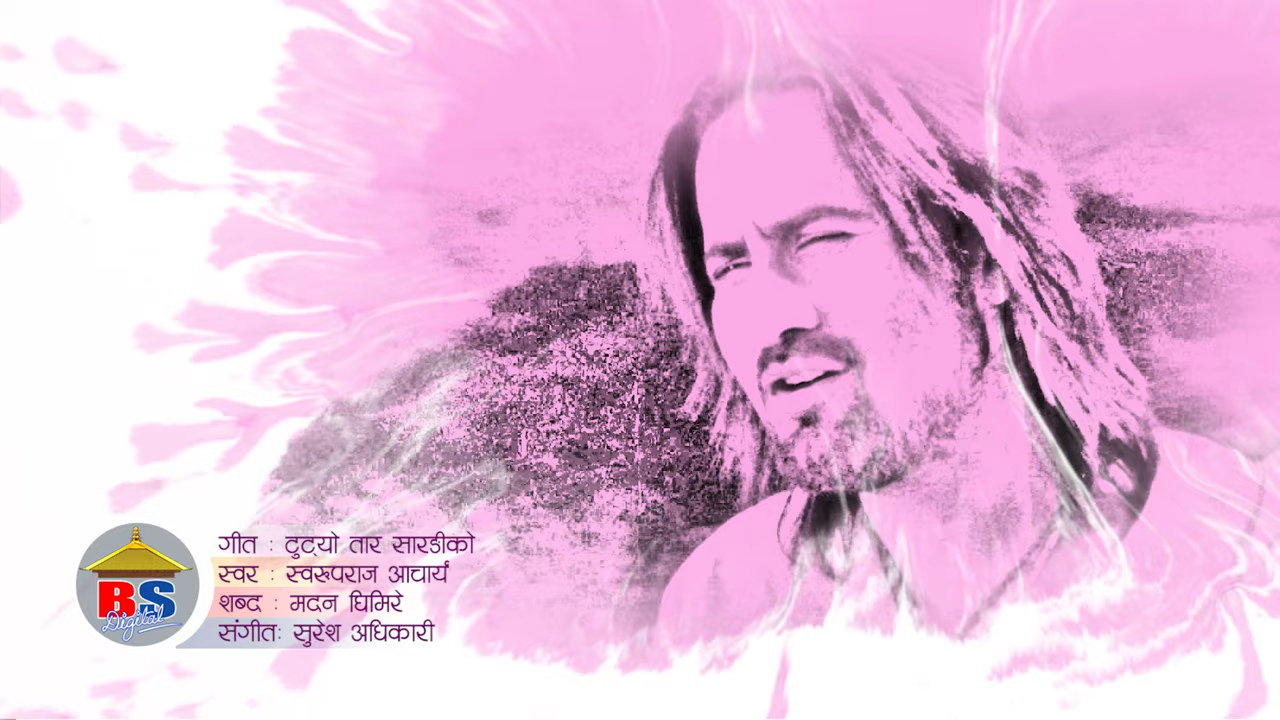 BS
Digital
गीत : टुट्यो तार सारङीको
स्वर : स्वरुपराज आचार्य
शब्द : मदन घिमिरे
संगीतः सुरेश अधिकारी